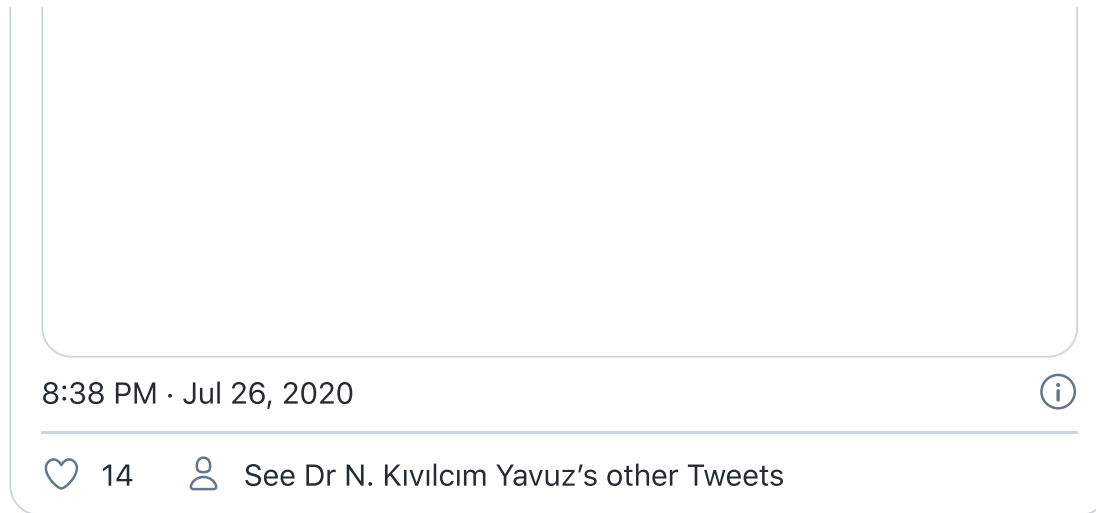 8:38 PM · Jul 26, 2020
14 See Dr N. Kıvılcım Yavuz’s other Tweets